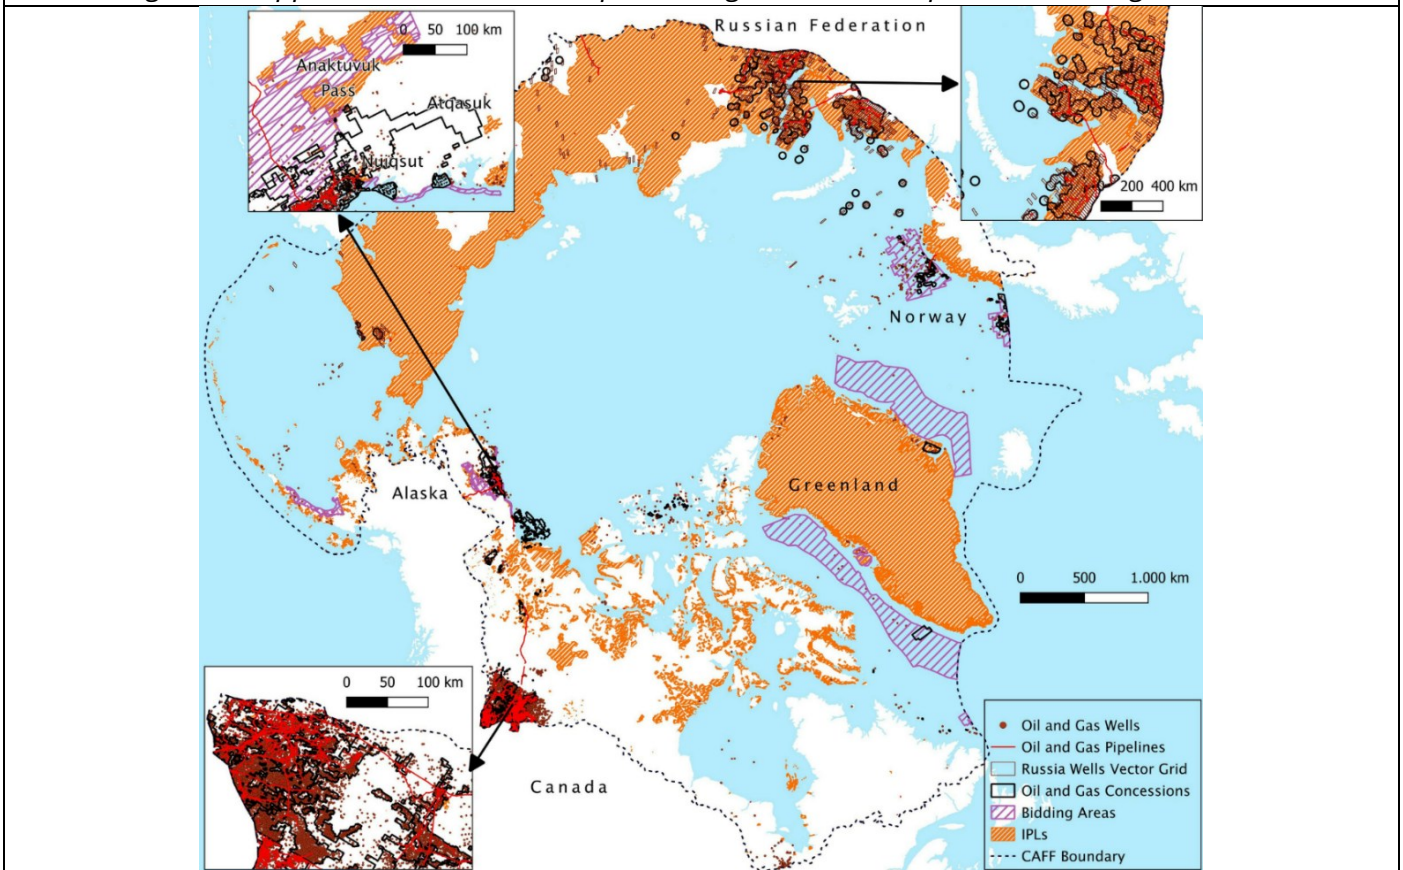 0 50 100 km
Russian Federation
Anaktuvuk
Pass
Atqasuk
Nuiqsut
200 400 km
Norway
Greenland
Alaska
0 500 1.000 km
0 50 100 km
Canada
Oil and Gas Wells
Oil and Gas Pipelines
Russia Wells Vector Grid
Oil and Gas Concessions
Bidding Areas
IPLs
CAFF Boundary